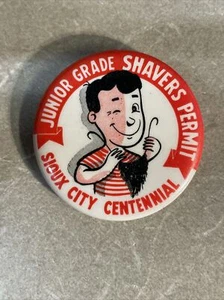 JUNIOR GRADE SHAVERS PERMIT
SIOUX CITY CENTENNIAL